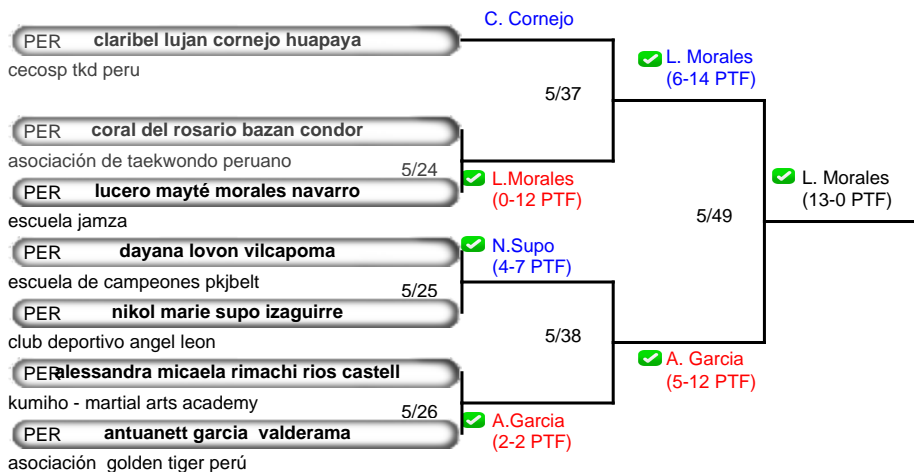 C. Cornejo
PER claribel lujan cornejo huapaya
cecosp tkd peru
5/37
L. Morales
(6-14 PTF)
PER coral del rosario bazan condor
asociación de taekwondo peruano
5/24
PER lucero mayté morales navarro
L.Morales
(0-12 PTF)
escuela jamza
5/49
L. Morales
(13-0 PTF)
PER dayana lovon vilcapoma
N.Supo
(4-7 PTF)
escuela de campeones pkjbelt
5/25
PER nikol marie supo izaguirre
club deportivo angel leon
5/38
A. Garcia
(5-12 PTF)
PER alessandra micaela rimachi rios castell
kumiho - martial arts academy
5/26
PER antuanett garcia valderama
A.Garcia
(2-2 PTF)
asociación golden tiger perú